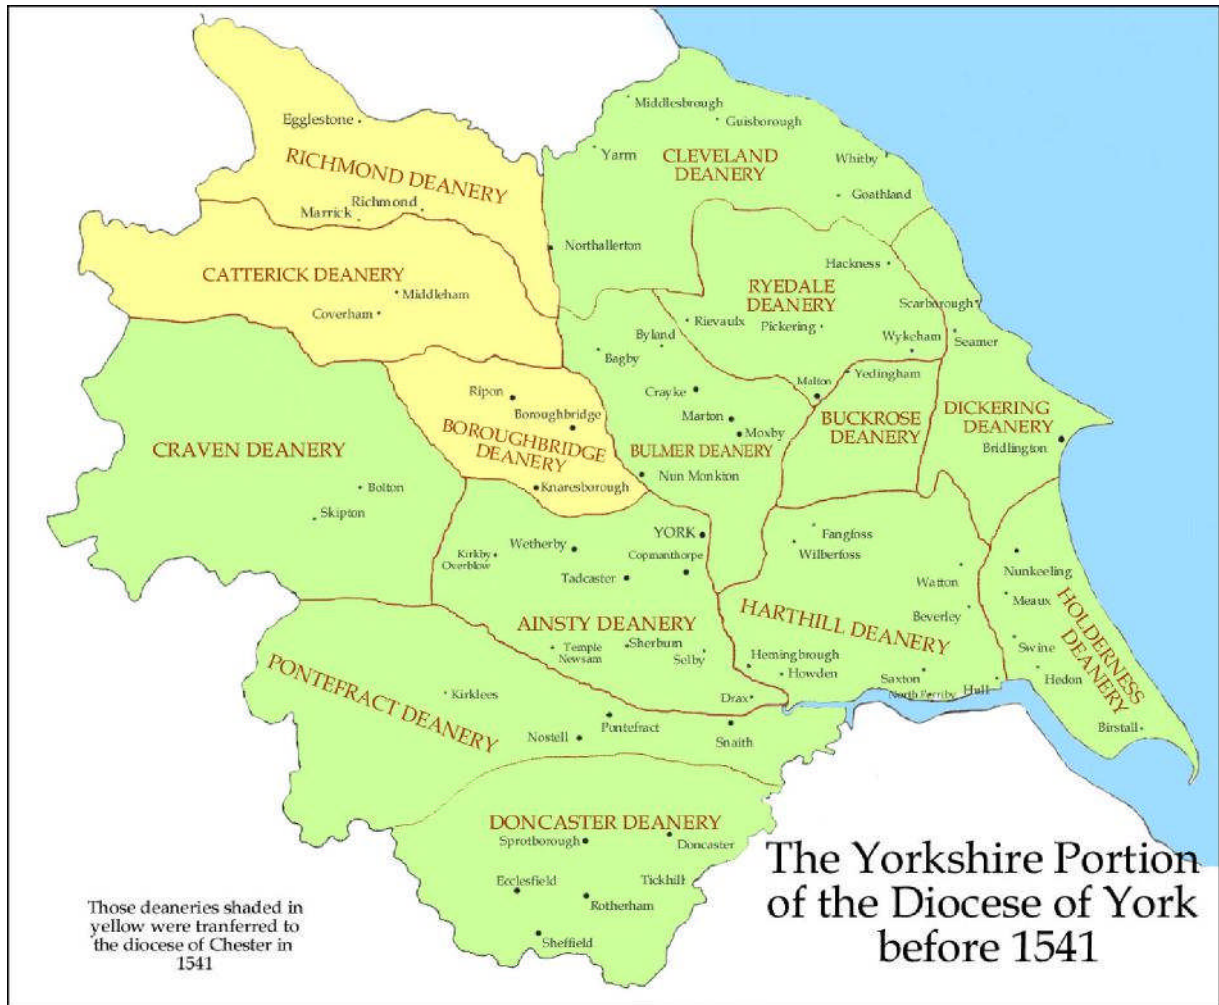 Middlesbrough
Guisborough
Egglestone
Yarm
CLEVELAND
DEANERY
Whitby
RICHMOND DEANERY
Goathland
Richmond
Marrick
Northallerton
Hackness
CATTERICK DEANERY
RYEDALE
DEANERY
Middleham
Scarborough
Coverham
Rievaulx
Pickering
Byland
Wykeham
Seamer
Bagby
Yedingham
Malton
Ripon
Crayke
Boroughbridge
Marton
BUCKROSE
DEANERY
DICKERING
DEANERY
BOROUGHBRIDGE
DEANERY
Moxby
Bridlington
CRAVEN DEANERY
BULMER DEANERY
Nun Monkton
Bolton
Knaresborough
Skipton
YORK
Fangfoss
Wetherby
Wilberfoss
Kirkby
Overblow
Copmanthorpe
Tadcaster
Nunkeeling
Watton
Meaux
HARTHILL DEANERY
Beverley
AINSTY DEANERY
HOLDERNESS
DEANERY
Temple
Newsam
Sherburn
Selby
Hemingbrough
Swine
Howden
Saxton
Hedon
PONTEFRACT DEANERY
Kirklees
Drax
North Ferriby
Hull
Pontefract
Birstall
Nostell
Snaith
DONCASTER DEANERY
Sprotborough
Doncaster
Ecclesfield
Tickhill
Rotherham
Sheffield
The Yorkshire Portion
of the Diocese of York
before 1541
Those deaneries shaded in
yellow were tranferred to
the diocese of Chester in
1541